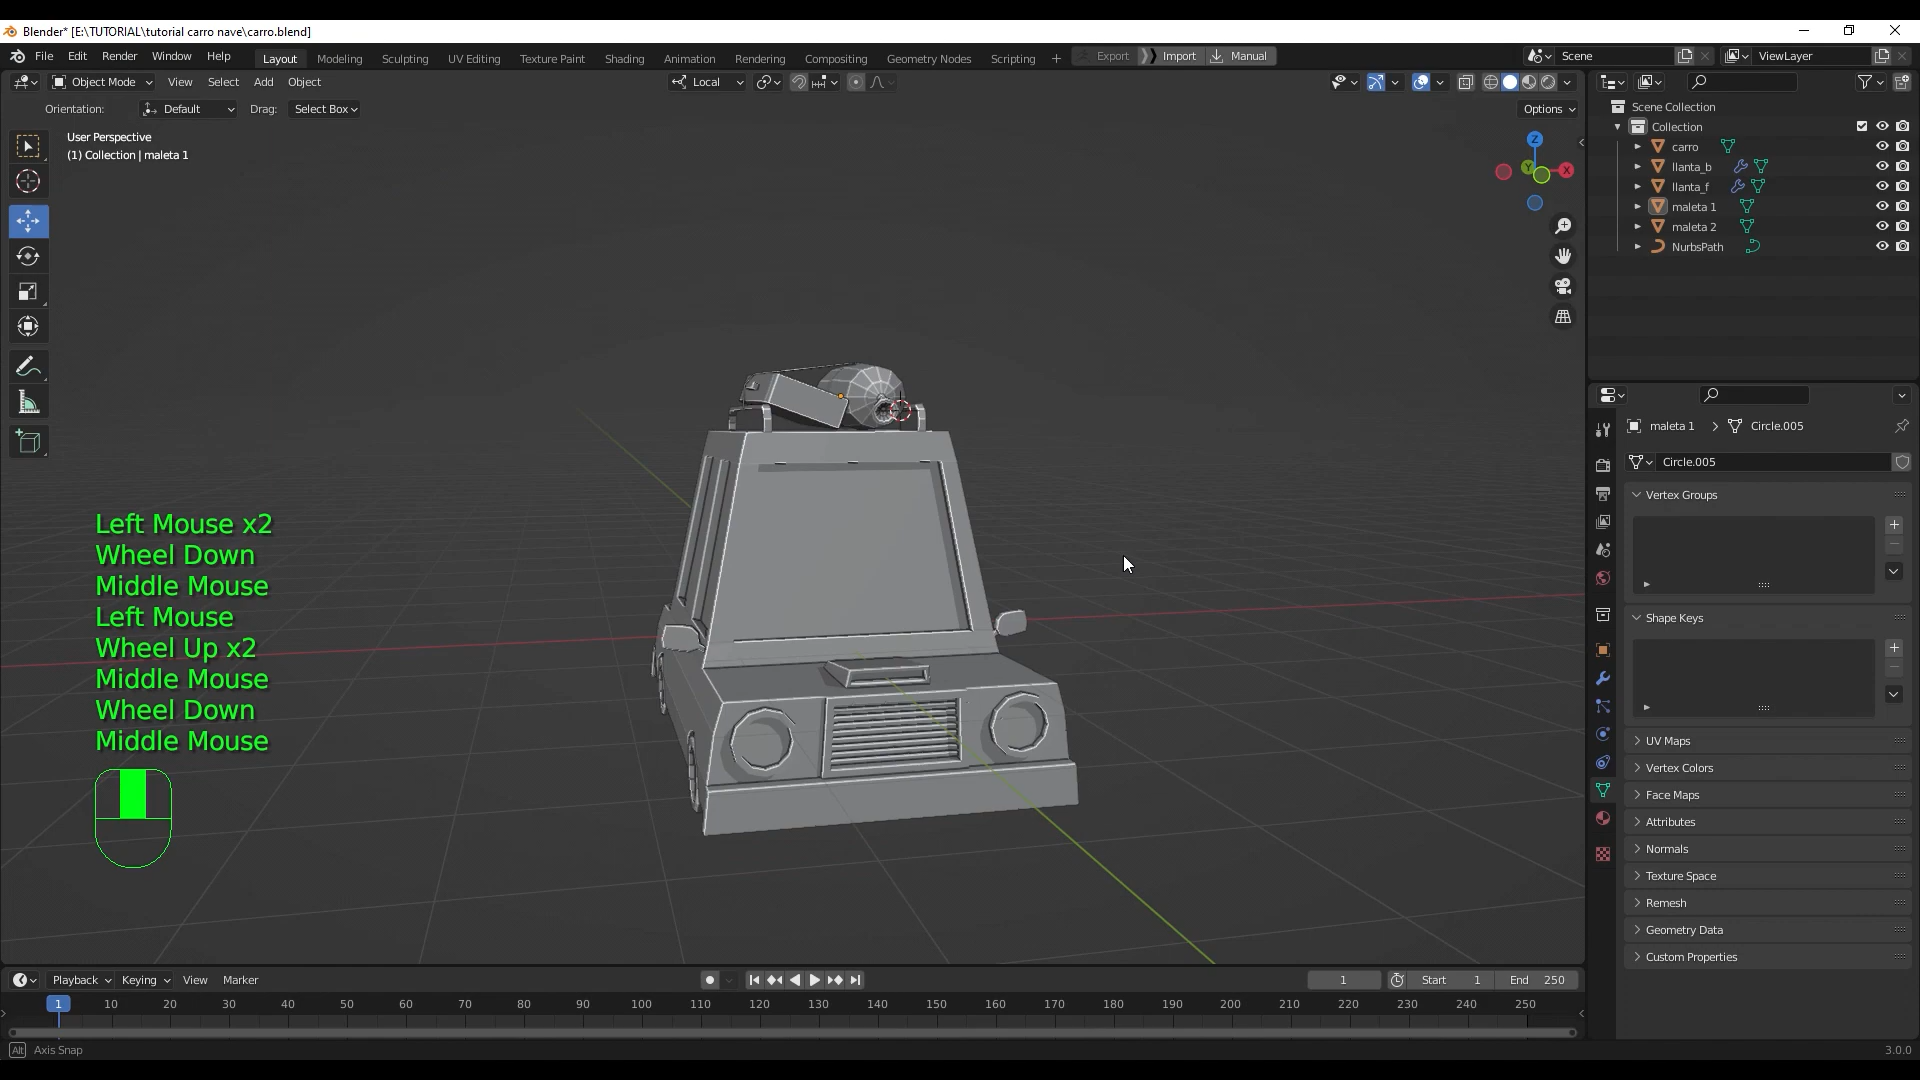 Blender* [E:\TUTORIAL\tutorial carro nave\carro.blend]
File Edit Render Window Help Layout Modeling Sculpting UV Editing Texture Paint Shading Animation Rendering Compositing Geometry Nodes Scripting + Export Import Manual Scene ViewLayer
Object Mode View Select Add Object Local
Orientation: Default Drag: Select Box Options
User Perspective
(1) Collection | maleta 1
Z
Y X
Scene Collection
Collection
carro
llanta_b
llanta_f
maleta 1
maleta 2
NurbsPath
maleta 1 Circle.005
Circle.005
Vertex Groups
Shape Keys
UV Maps
Vertex Colors
Face Maps
Attributes
Normals
Texture Space
Remesh
Geometry Data
Custom Properties
Left Mouse x2
Wheel Down
Middle Mouse
Left Mouse
Wheel Up x2
Middle Mouse
Wheel Down
Middle Mouse
Playback Keying View Marker 1 Start 1 End 250
1 10 20 30 40 50 60 70 80 90 100 110 120 130 140 150 160 170 180 190 200 210 220 230 240 250
Alt Axis Snap 3.0.0